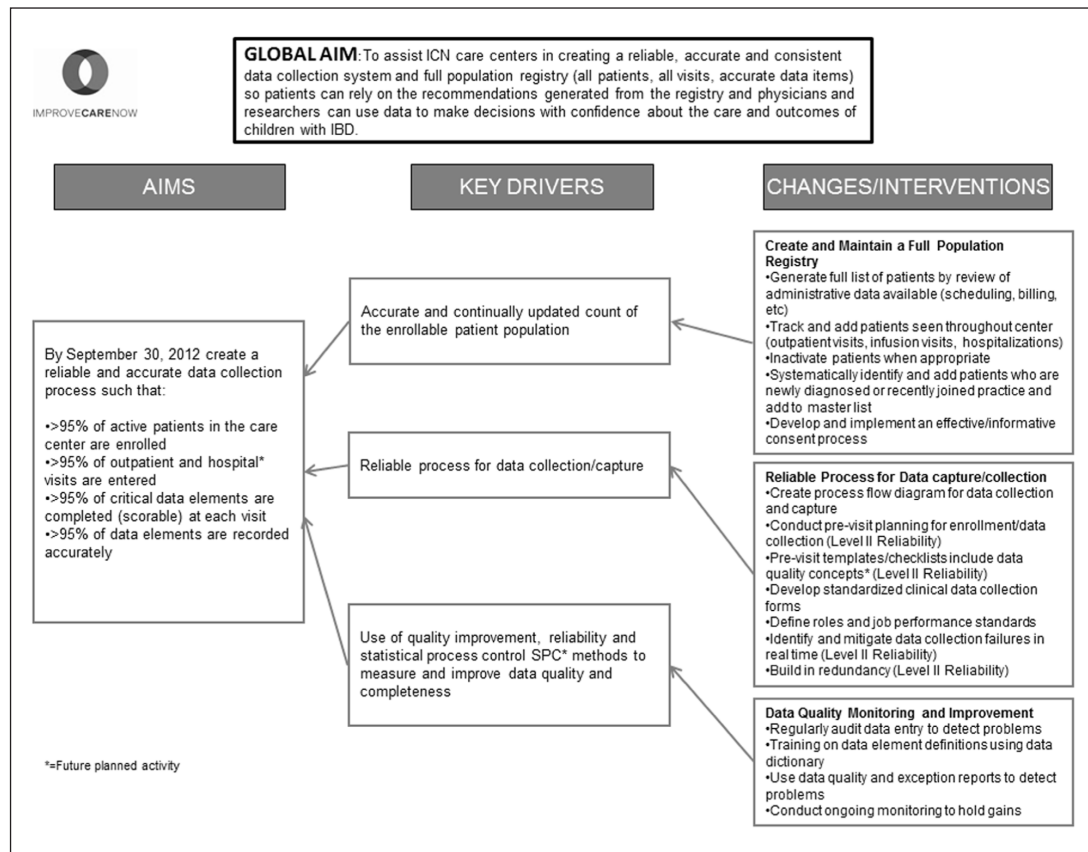 IMPROVECARENOW
GLOBAL AIM: To assist ICN care centers in creating a reliable, accurate and consistent
data collection system and full population registry (all patients, all visits, accurate data items)
so patients can rely on the recommendations generated from the registry and physicians and
researchers can use data to make decisions with confidence about the care and outcomes of
children with IBD.
AIMS
KEY DRIVERS
CHANGES/INTERVENTIONS
By September 30, 2012 create a
reliable and accurate data collection
process such that:
•>95% of active patients in the care
center are enrolled
•>95% of outpatient and hospital*
visits are entered
•>95% of critical data elements are
completed (scorable) at each visit
•>95% of data elements are recorded
accurately
Accurate and continually updated count of
the enrollable patient population
Reliable process for data collection/capture
Use of quality improvement, reliability and
statistical process control SPC* methods to
measure and improve data quality and
completeness
Create and Maintain a Full Population
Registry
•Generate full list of patients by review of
administrative data available (scheduling, billing,
etc)
•Track and add patients seen throughout center
(outpatient visits, infusion visits, hospitalizations)
•Inactivate patients when appropriate
•Systematically identify and add patients who are
newly diagnosed or recently joined practice and
add to master list
•Develop and implement an effective/informative
consent process
Reliable Process for Data capture/collection
•Create process flow diagram for data collection
and capture
•Conduct pre-visit planning for enrollment/data
collection (Level II Reliability)
•Pre-visit templates/checklists include data
quality concepts* (Level II Reliability)
•Develop standardized clinical data collection
forms
•Define roles and job performance standards
•Identify and mitigate data collection failures in
real time (Level II Reliability)
•Build in redundancy (Level II Reliability)
Data Quality Monitoring and Improvement
•Regularly audit data entry to detect problems
•Training on data element definitions using data
dictionary
•Use data quality and exception reports to detect
problems
•Conduct ongoing monitoring to hold gains
*=Future planned activity